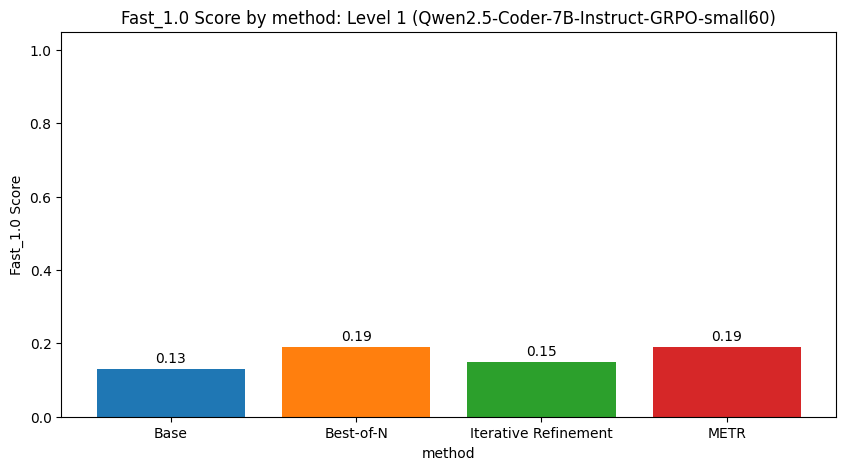 Fast_1.0 Score by method: Level 1 (Qwen2.5-Coder-7B-Instruct-GRPO-small60)
1.0
0.8
0.6
0.4
0.2
0.0
Fast_1.0 Score
0.13
0.19
0.15
0.19
Base
Best-of-N
Iterative Refinement
METR
method